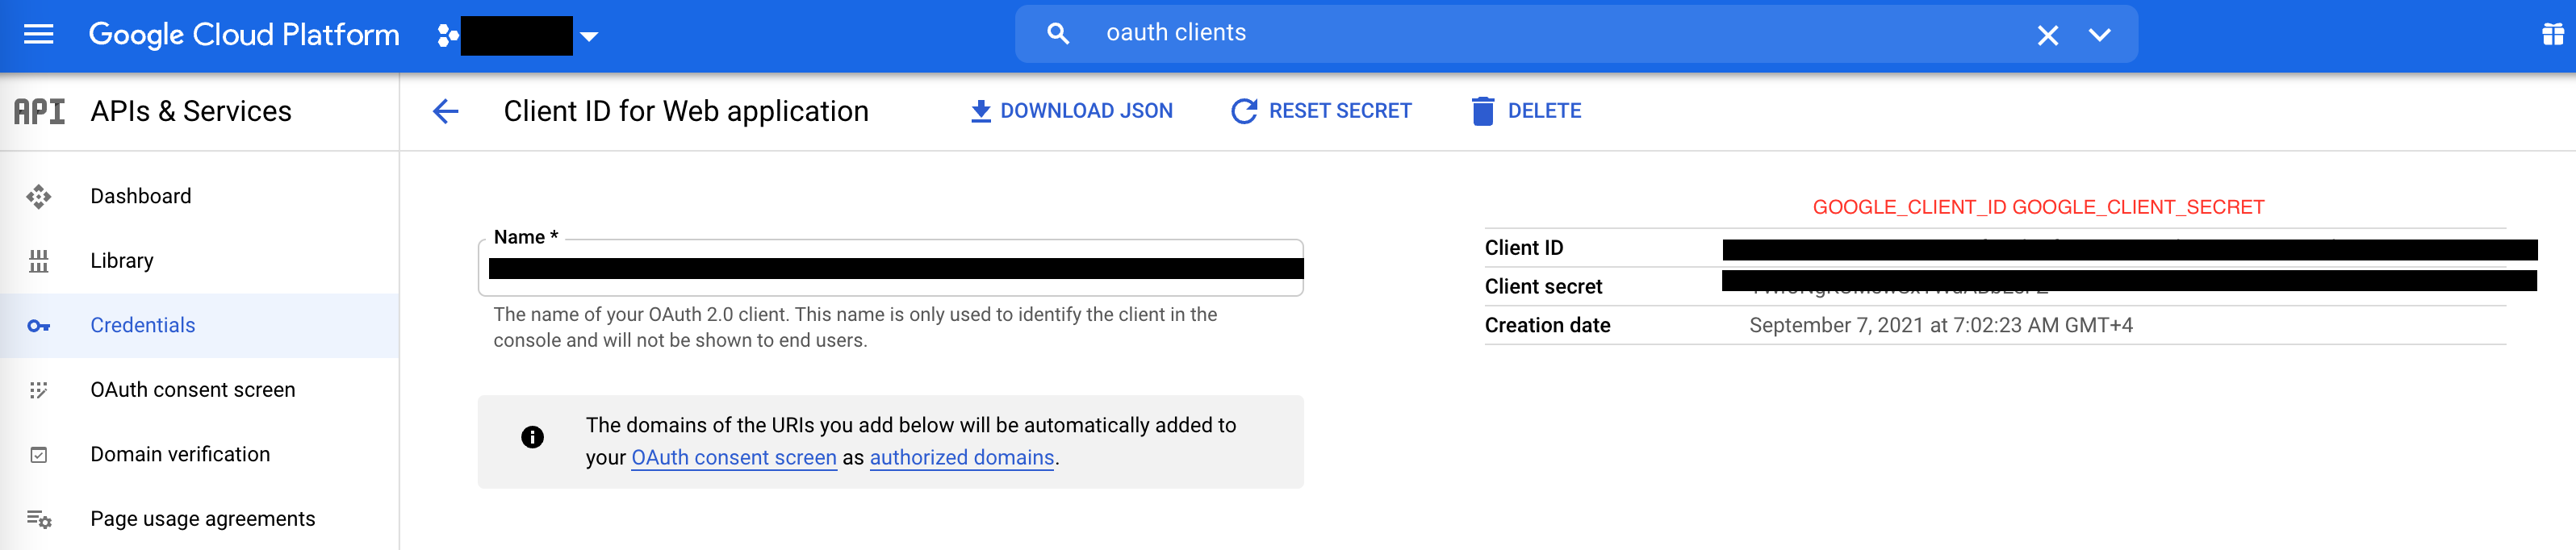 Google Cloud Platform
oauth clients
API APIs & Services
Client ID for Web application
DOWNLOAD JSON
RESET SECRET
DELETE
Dashboard
Library
Credentials
OAuth consent screen
Domain verification
Page usage agreements
Name *
The name of your OAuth 2.0 client. This name is only used to identify the client in the
console and will not be shown to end users.
The domains of the URIs you add below will be automatically added to
your OAuth consent screen as authorized domains.
GOOGLE_CLIENT_ID GOOGLE_CLIENT_SECRET
Client ID
Client secret
Creation date September 7, 2021 at 7:02:23 AM GMT+4